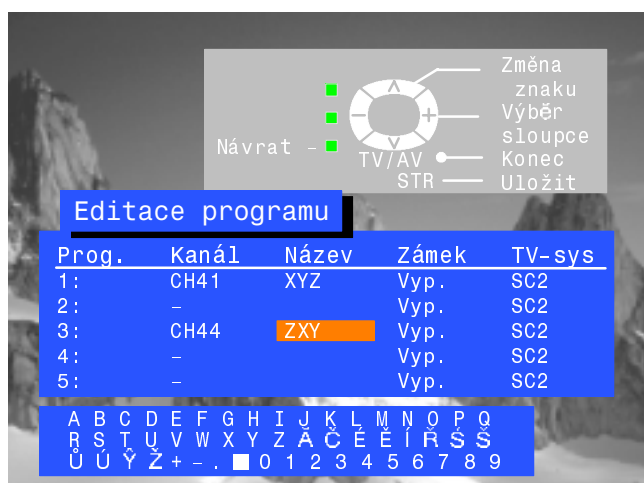 Změna
znaku
Výběr
sloupce
Návrat –
TV/AV
Konec
STR
Uložit
Editace programu
Prog. Kanál Název Zámek TV-sys
1: CH41 XYZ Vyp. SC2
2: – Vyp. SC2
3: CH44 ZXY Vyp. SC2
4: – Vyp. SC2
5: – Vyp. SC2
A B C D E F G H I J K L M N O P Q
R S T U V W X Y Z Ă Č É Ě Í Ř Ś Š
Ů Ú Ý Ž + – . 0 1 2 3 4 5 6 7 8 9